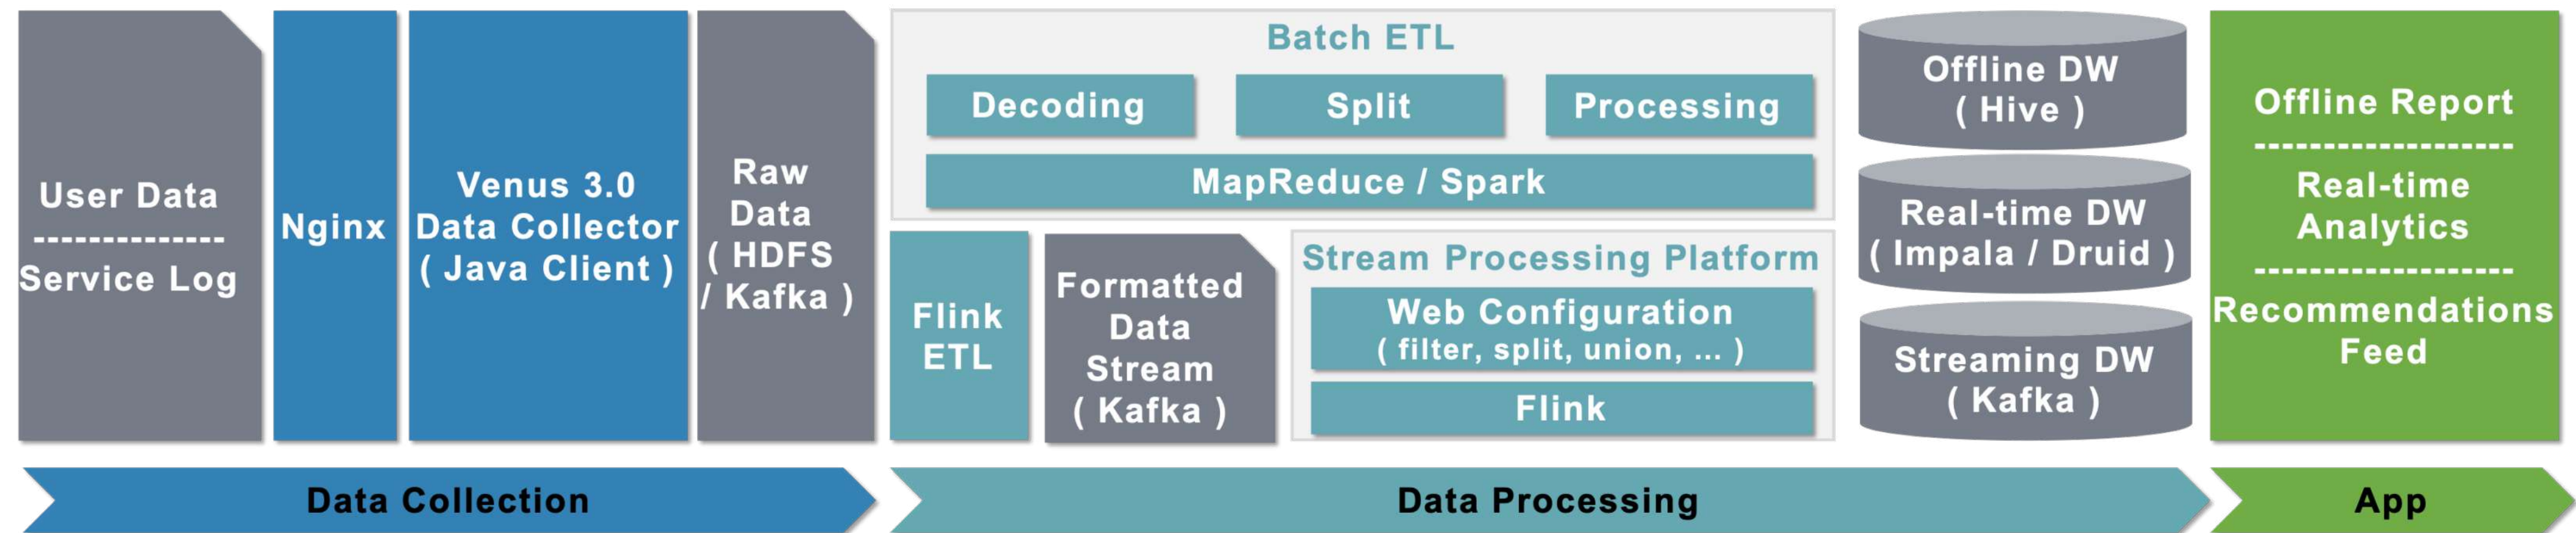 User Data
--------------
Service Log
Nginx
Venus 3.0
Data Collector
( Java Client )
Raw
Data
( HDFS
/ Kafka )
Batch ETL
Decoding
Split
Processing
MapReduce / Spark
Flink
ETL
Formatted
Data
Stream
( Kafka )
Stream Processing Platform
Web Configuration
( filter, split, union, ... )
Flink
Offline DW
( Hive )
Real-time DW
( Impala / Druid )
Streaming DW
( Kafka )
Offline Report
-------------------
Real-time
Analytics
-------------------
Recommendations
Feed
Data Collection
Data Processing
App